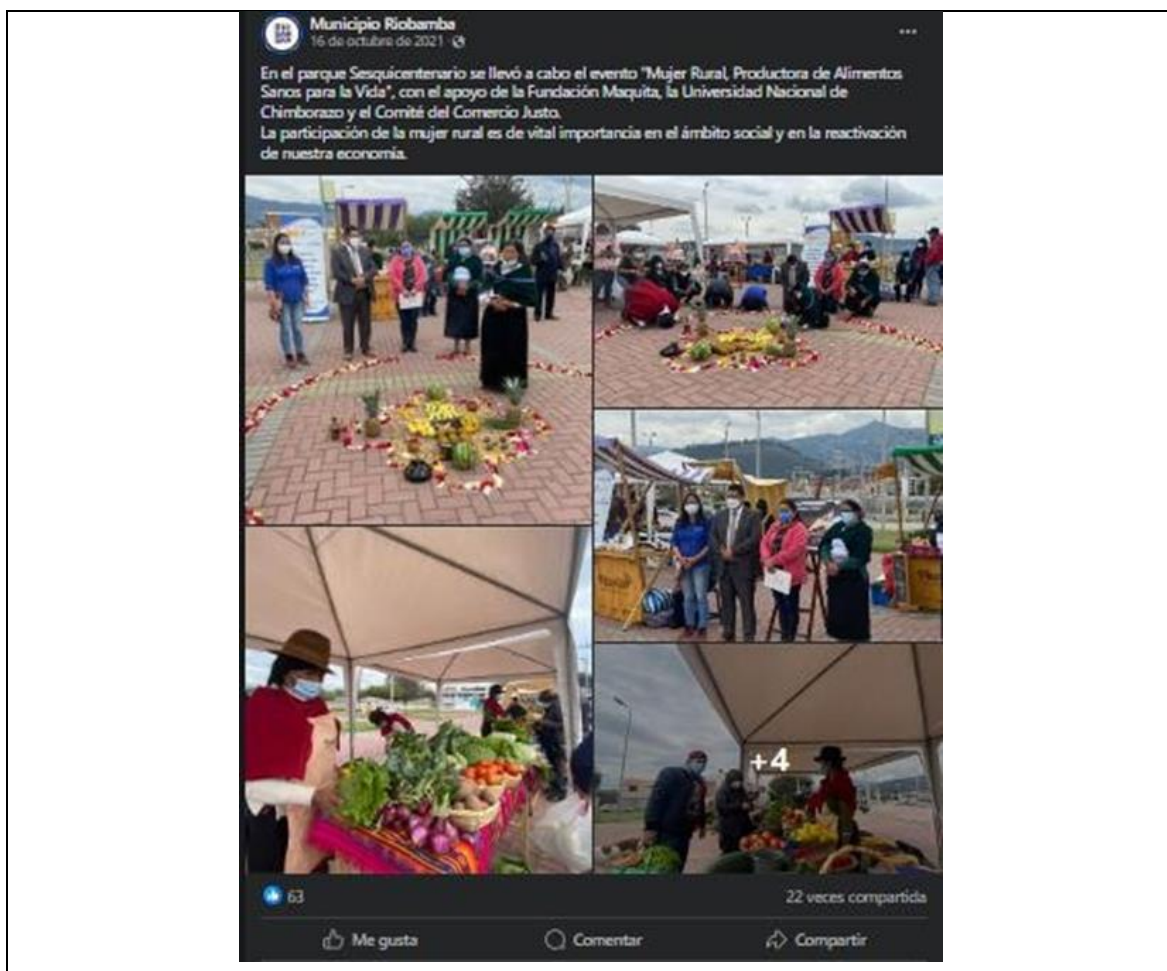 Municipio Riobamba
16 de octubre de 2021
En el parque Sesquicentenario se llevó a cabo el evento "Mujer Rural, Productora de Alimentos
Sanos para la Vida", con el apoyo de la Fundación Maquita, la Universidad Nacional de
Chimborazo y el Comité del Comercio Justo.
La participación de la mujer rural es de vital importancia en el ámbito social y en la reactivación
de nuestra economía.
+4
63
22 veces compartida
Me gusta
Comentar
Compartir